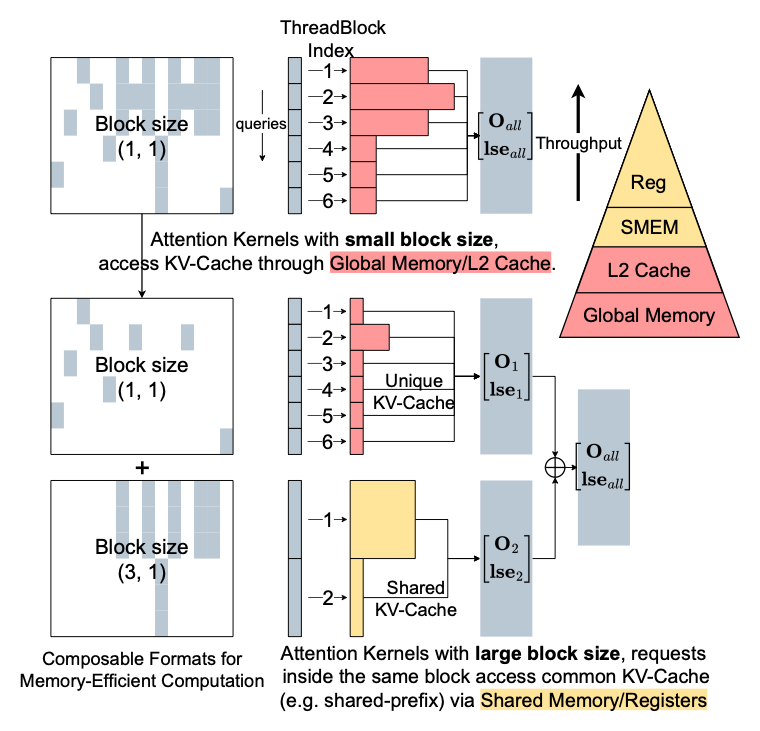 ThreadBlock
Index
Block size
(1, 1)
queries
1
2
3
4
5
6
O_all
lse_all
Throughput
Reg
SMEM
L2 Cache
Global Memory
Attention Kernels with small block size,
access KV-Cache through Global Memory/L2 Cache.
Block size
(1, 1)
1
2
3
4
5
6
Unique
KV-Cache
O_1
lse_1
+
O_all
lse_all
Block size
(3, 1)
1
2
Shared
KV-Cache
O_2
lse_2
Composable Formats for
Memory-Efficient Computation
Attention Kernels with large block size, requests
inside the same block access common KV-Cache
(e.g. shared-prefix) via Shared Memory/Registers